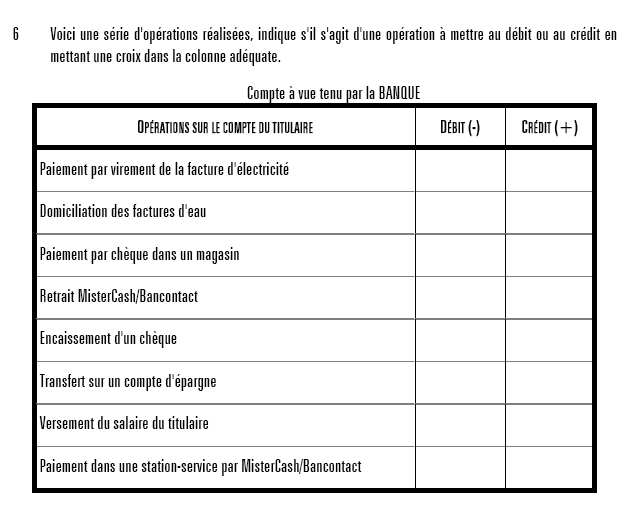 6 Voici une série d'opérations réalisées, indique s'il s'agit d'une opération à mettre au débit ou au crédit en
mettant une croix dans la colonne adéquate.
Compte à vue tenu par la BANQUE
OPÉRATIONS SUR LE COMPTE DU TITULAIRE DÉBIT (-) CRÉDIT (+)
Paiement par virement de la facture d'électricité
Domiciliation des factures d'eau
Paiement par chèque dans un magasin
Retrait MisterCash/Bancontact
Encaissement d'un chèque
Transfert sur un compte d'épargne
Versement du salaire du titulaire
Paiement dans une station-service par MisterCash/Bancontact